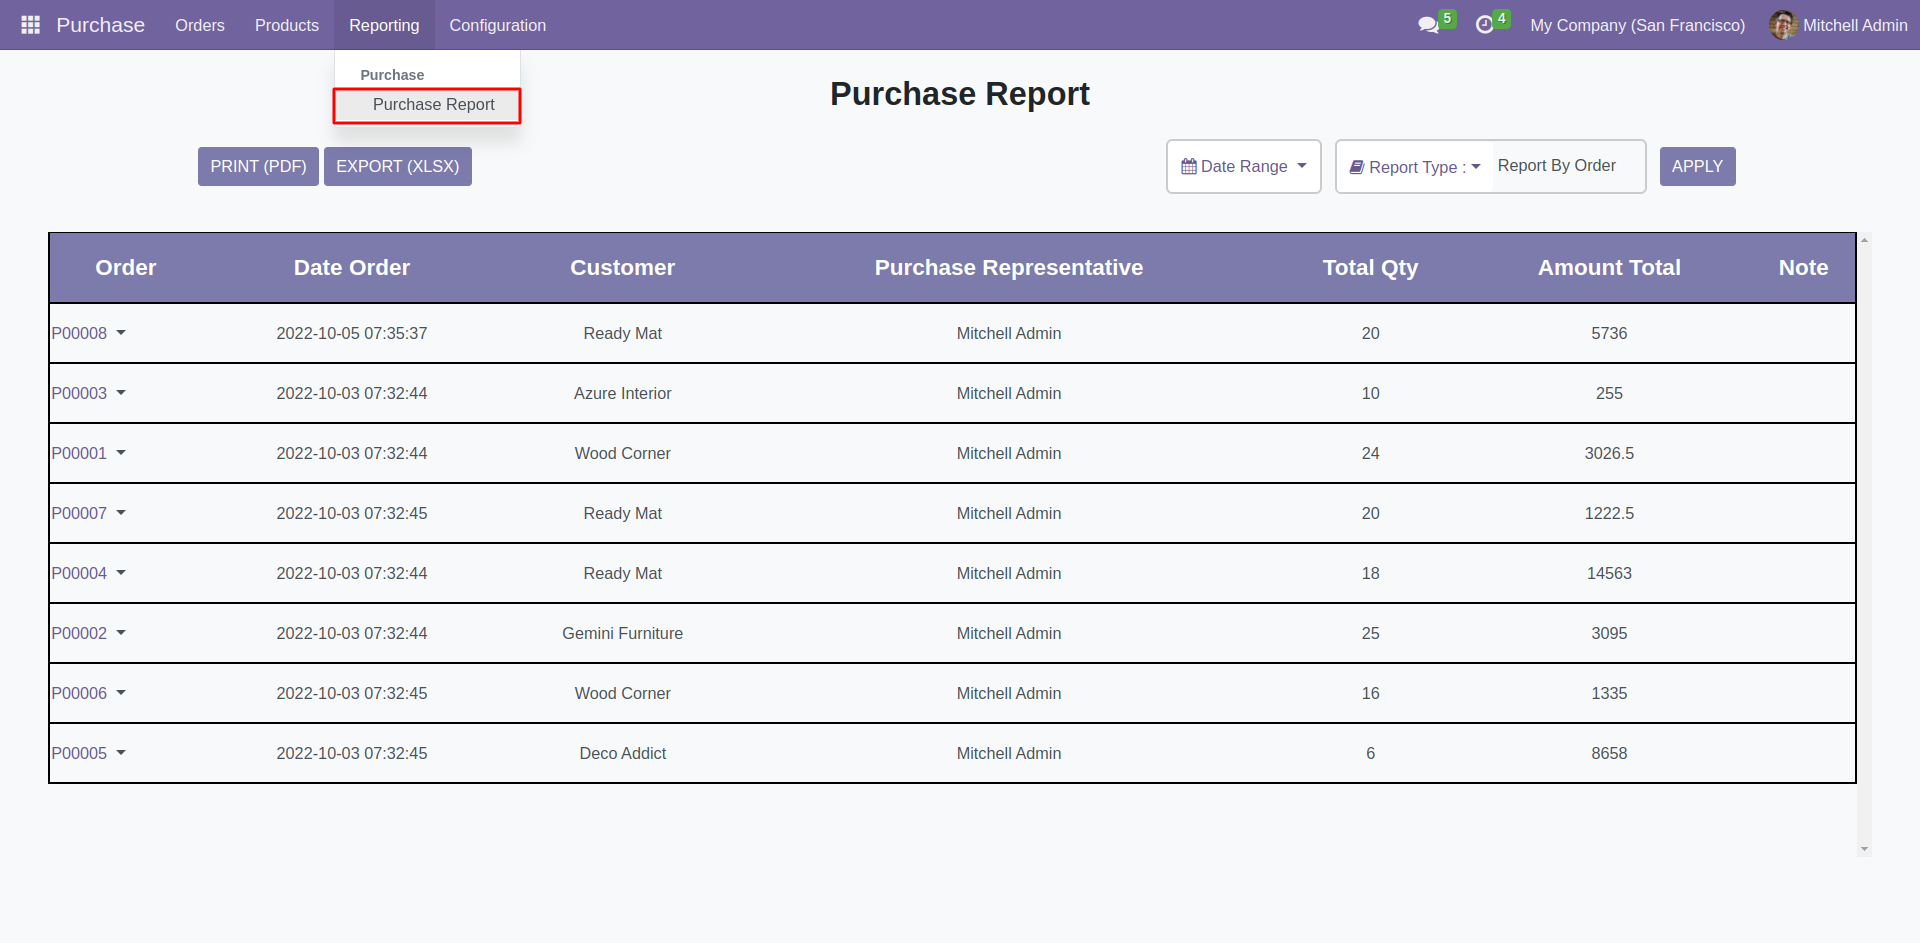 Purchase Orders Products Reporting Configuration 5 4 My Company (San Francisco) Mitchell Admin
Purchase
Purchase Report
Purchase Report
PRINT (PDF) EXPORT (XLSX) Date Range Report Type : Report By Order APPLY
Order Date Order Customer Purchase Representative Total Qty Amount Total Note
P00008 2022-10-05 07:35:37 Ready Mat Mitchell Admin 20 5736
P00003 2022-10-03 07:32:44 Azure Interior Mitchell Admin 10 255
P00001 2022-10-03 07:32:44 Wood Corner Mitchell Admin 24 3026.5
P00007 2022-10-03 07:32:45 Ready Mat Mitchell Admin 20 1222.5
P00004 2022-10-03 07:32:44 Ready Mat Mitchell Admin 18 14563
P00002 2022-10-03 07:32:44 Gemini Furniture Mitchell Admin 25 3095
P00006 2022-10-03 07:32:45 Wood Corner Mitchell Admin 16 1335
P00005 2022-10-03 07:32:45 Deco Addict Mitchell Admin 6 8658